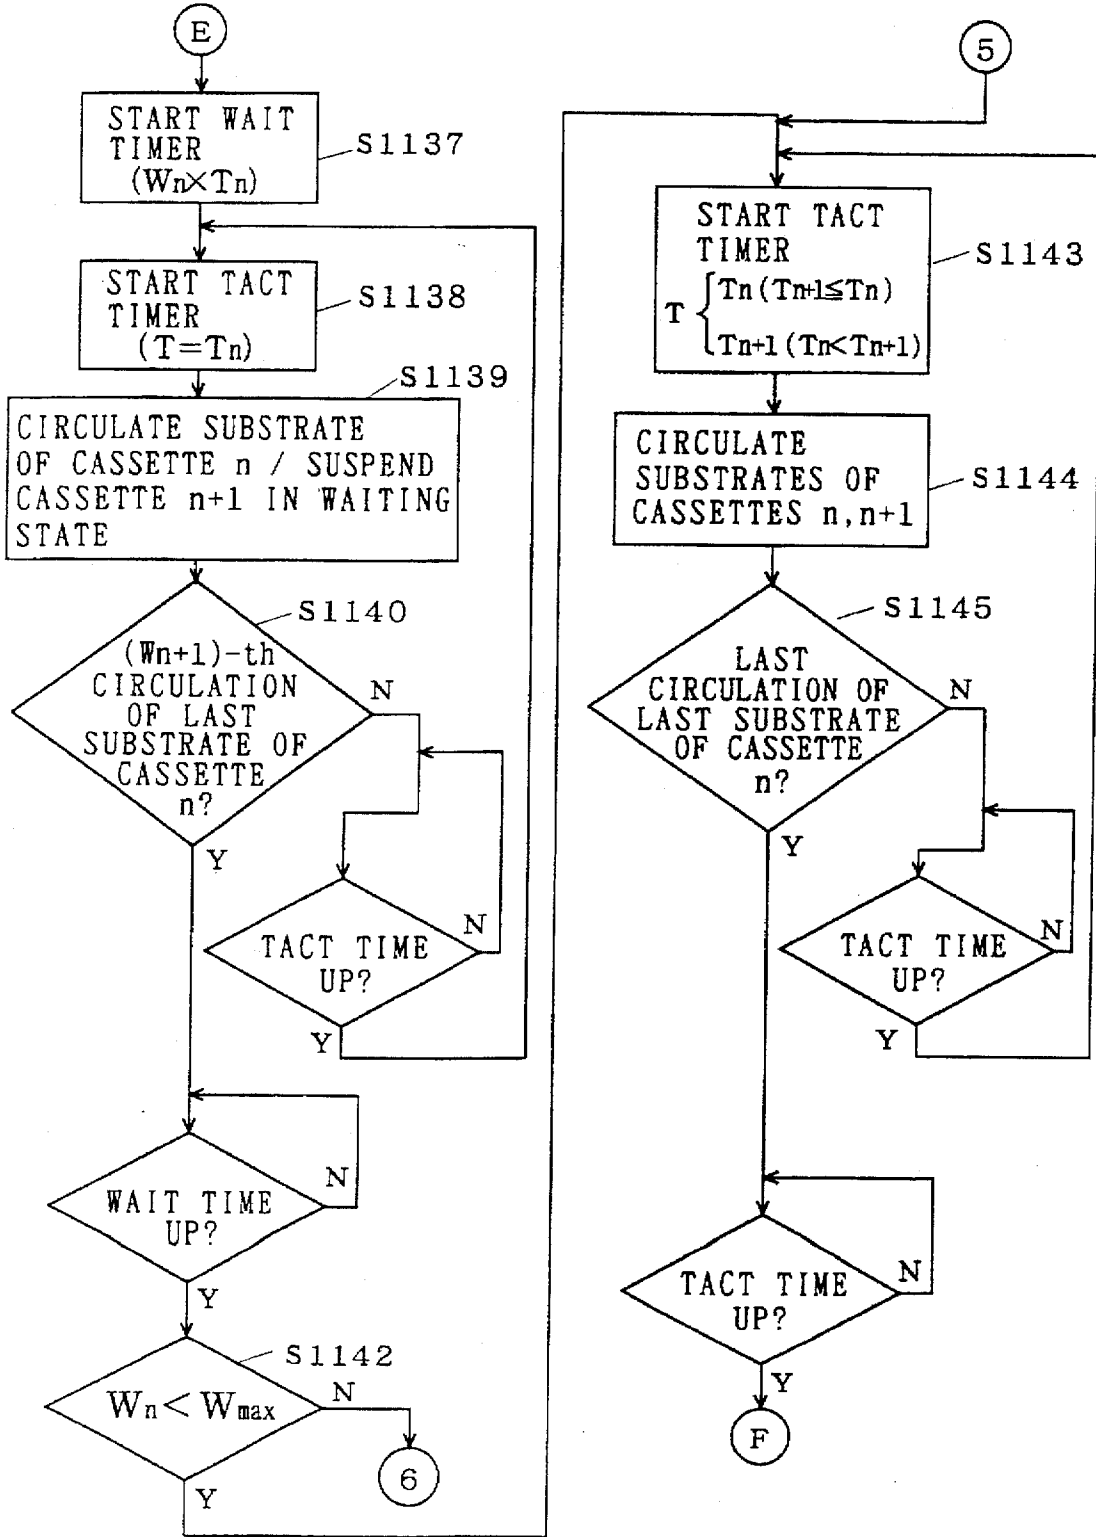 E
START WAIT
TIMER
(Wn×Tn)
S1137
START TACT
TIMER
(T=Tn)
S1138
S1139
CIRCULATE SUBSTRATE
OF CASSETTE n / SUSPEND
CASSETTE n+1 IN WAITING
STATE
S1140
(Wn+1)-th
CIRCULATION
OF LAST
SUBSTRATE OF
CASSETTE
n?
N
Y
TACT TIME
UP?
N
Y
WAIT TIME
UP?
N
Y
S1142
Wn < Wmax
N
6
Y
5
START TACT
TIMER
T { Tn (Tn+1≦Tn)
Tn+1 (Tn<Tn+1)
S1143
CIRCULATE
SUBSTRATES OF
CASSETTES n,n+1
S1144
S1145
LAST
CIRCULATION OF
LAST SUBSTRATE
OF CASSETTE
n?
N
Y
TACT TIME
UP?
N
Y
TACT TIME
UP?
N
Y
F